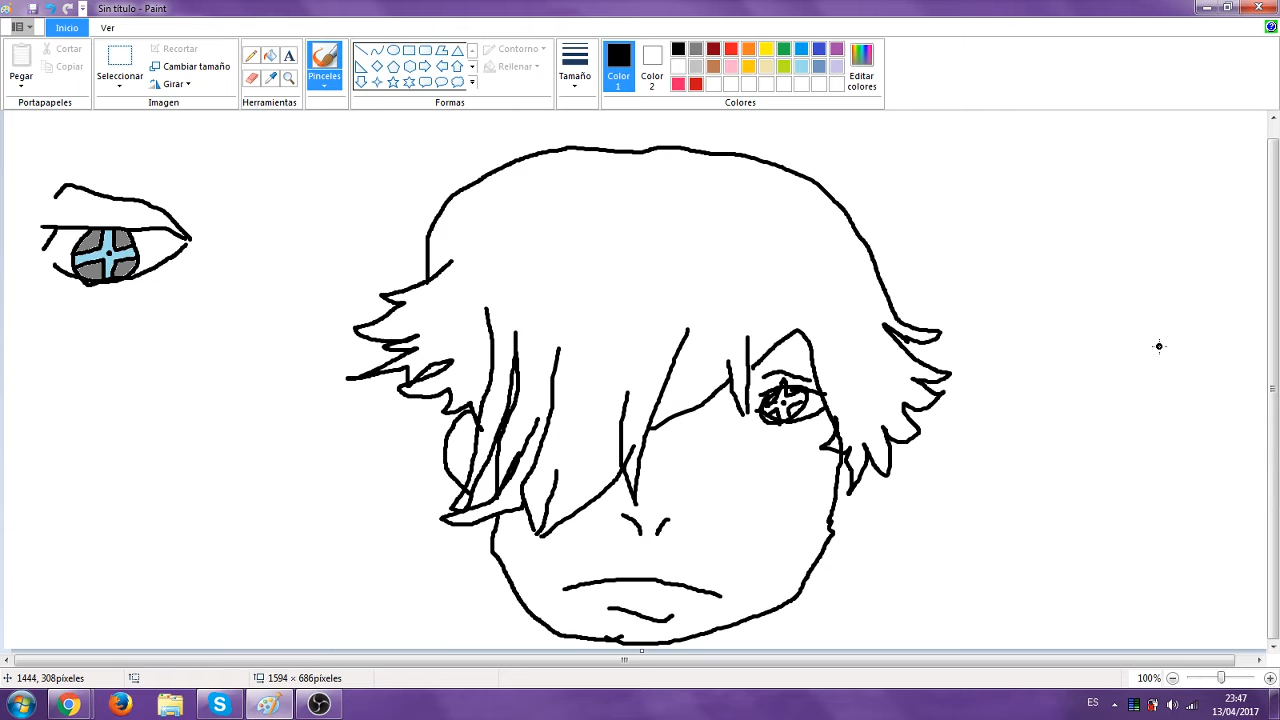 Sin título - Paint
Inicio Ver
Pegar
Cortar
Copiar
Portapapeles
Seleccionar
Recortar
Cambiar tamaño
Girar
Imagen
A
Herramientas
Pinceles
Contorno
Rellenar
Formas
Tamaño
Color 1
Color 2
Editar colores
Colores
1444, 308píxeles
1594 × 686píxeles
100%
ES
23:47
13/04/2017